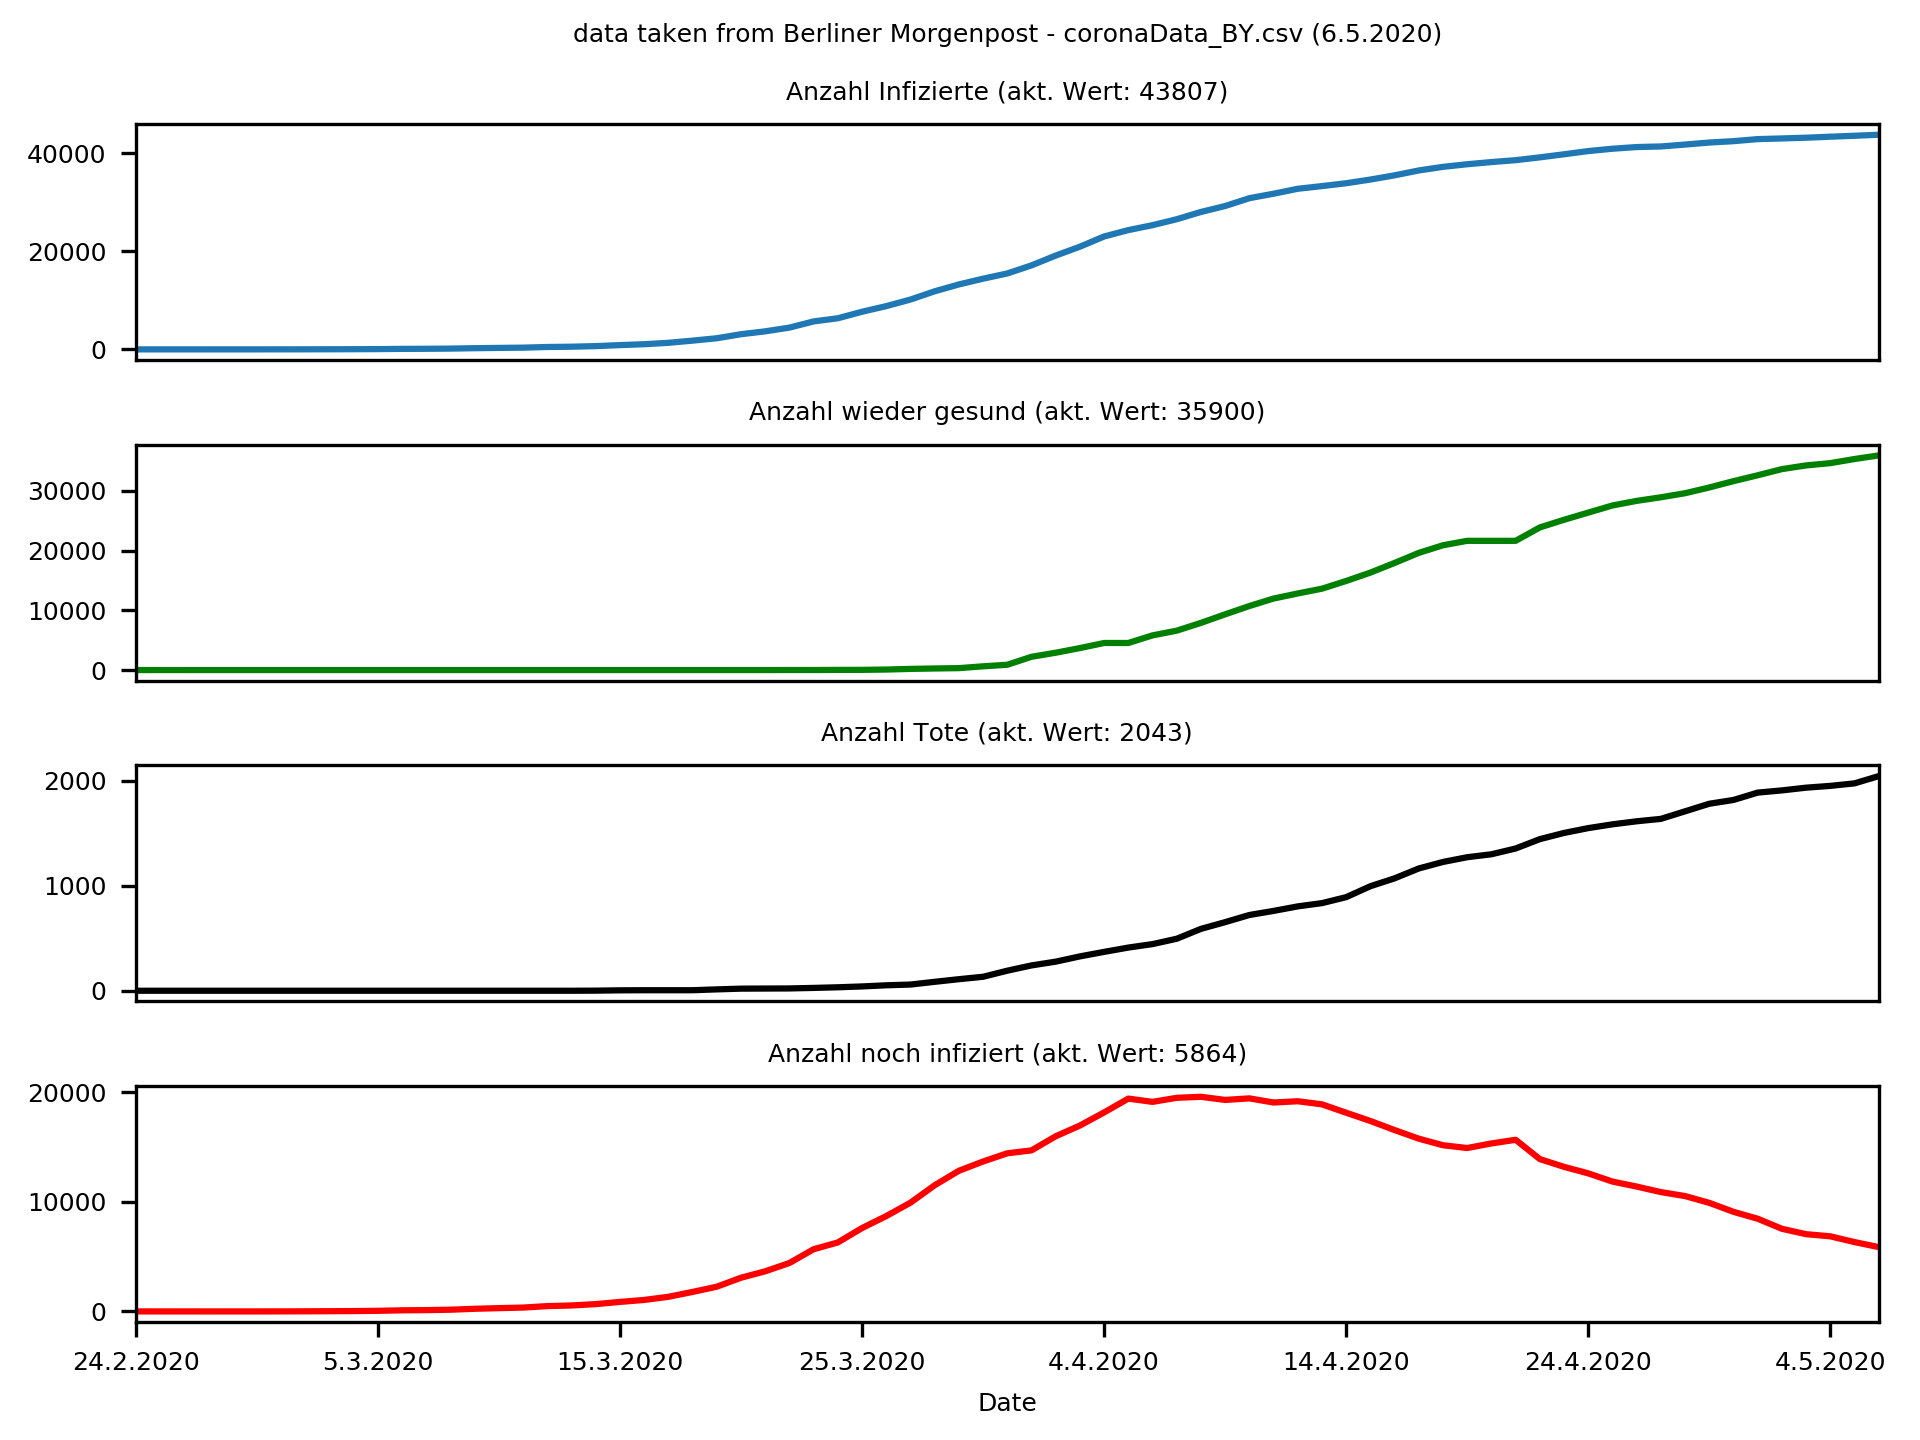 data taken from Berliner Morgenpost - coronaData_BY.csv (6.5.2020)
Anzahl Infizierte (akt. Wert: 43807)
40000
20000
0
Anzahl wieder gesund (akt. Wert: 35900)
30000
20000
10000
0
Anzahl Tote (akt. Wert: 2043)
2000
1000
0
Anzahl noch infiziert (akt. Wert: 5864)
20000
10000
0
24.2.2020 5.3.2020 15.3.2020 25.3.2020 4.4.2020 14.4.2020 24.4.2020 4.5.2020
Date